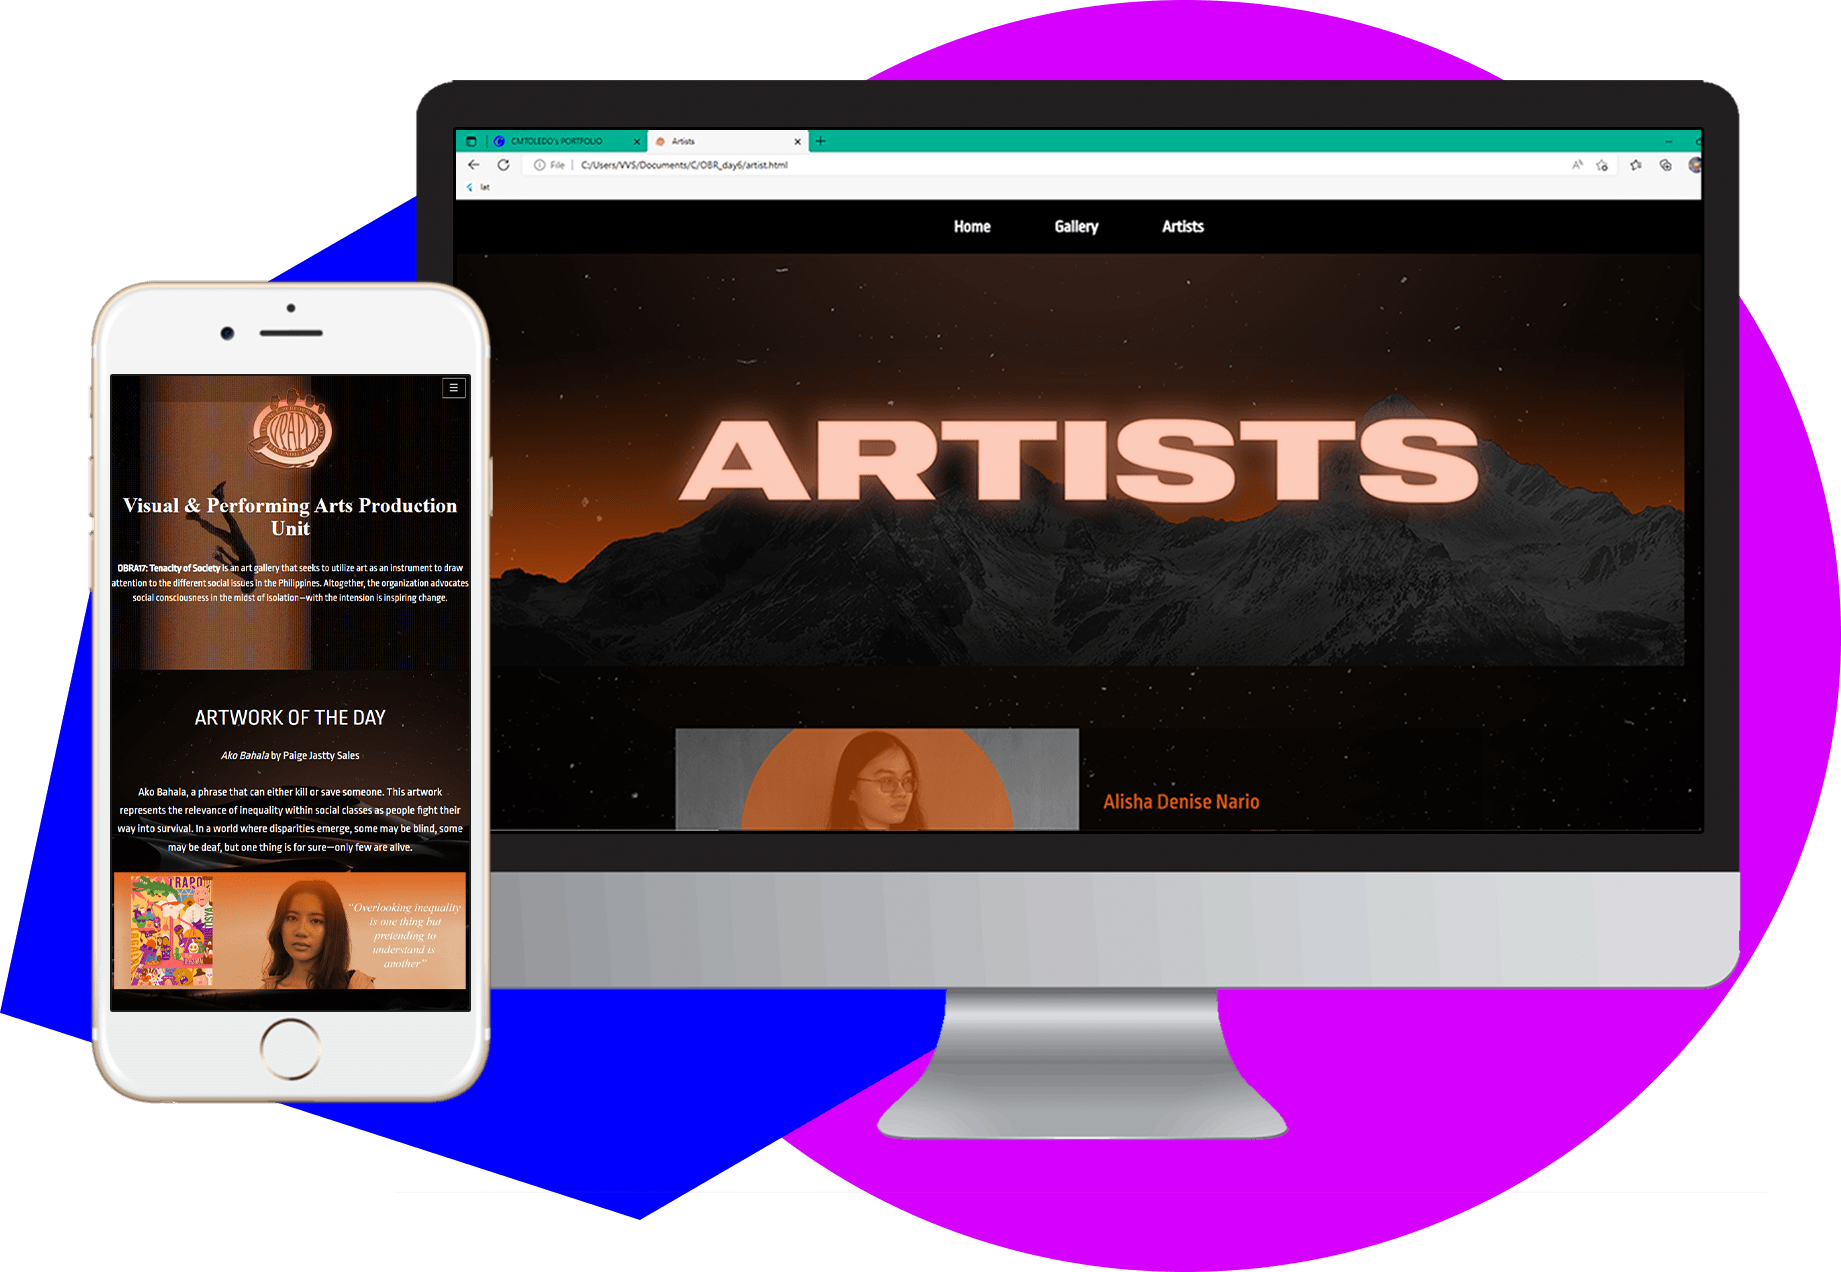 CMTOLEDO's PORTFOLIO
Artists
File
C:/Users/VVS/Documents/C/OBR_day6/artist.html
lat
Home Gallery Artists
ARTISTS
Alisha Denise Nario
Visual & Performing Arts Production
Unit
OBRA17: Tenacity of Society is an art gallery that seeks to utilize art as an instrument to draw
attention to the different social issues in the Philippines. Altogether, the organization advocates
social consciousness in the midst of isolation—with the intension is inspiring change.
ARTWORK OF THE DAY
Ako Bahala by Paige Jastty Sales
Ako Bahala, a phrase that can either kill or save someone. This artwork
represents the relevance of inequality within social classes as people fight their
way into survival. In a world where disparities emerge, some may be blind, some
may be deaf, but one thing is for sure—only few are alive.
TRAPO
“Overlooking inequality
is one thing but
pretending to
understand is
another”